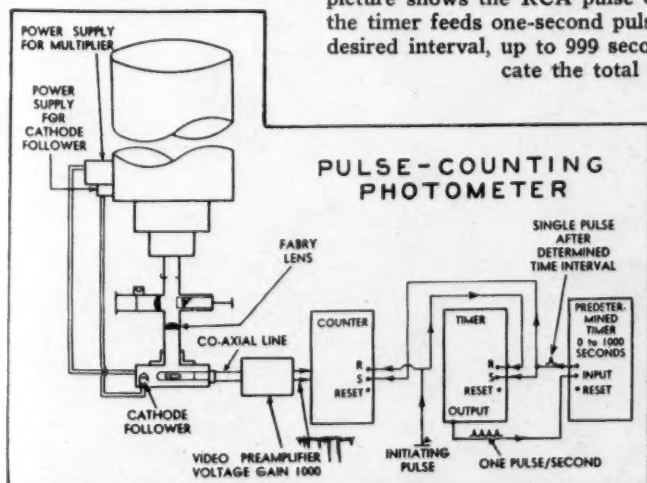 picture shows the RCA pulse
the timer feeds one-second
desired interval, up to 999
cate the total
POWER SUPPLY
FOR MULTIPLIER
POWER
SUPPLY
FOR
CATHODE
FOLLOWER
PULSE-COUNTING
PHOTOMETER
FABRY
LENS
SINGLE PULSE
AFTER
DETERMINED
TIME INTERVAL
CO-AXIAL LINE
COUNTER
R
S
RESET
TIMER
R
S
RESET
OUTPUT
PREDETER-
MINED TIMER
0 to 1000
SECONDS
INPUT
RESET
CATHODE
FOLLOWER
VIDEO PREAMPLIFIER
VOLTAGE GAIN 1000
INITIATING
PULSE
ONE PULSE/SECOND